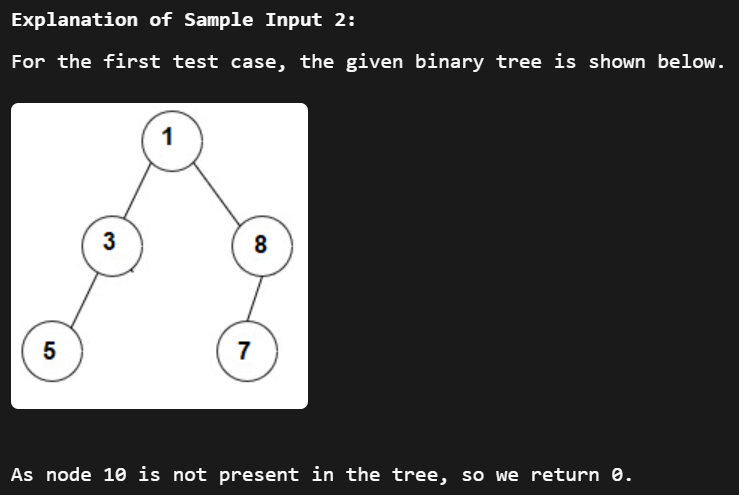 Explanation of Sample Input 2:
For the first test case, the given binary tree is shown below.
1
3
8
5
7
As node 10 is not present in the tree, so we return 0.